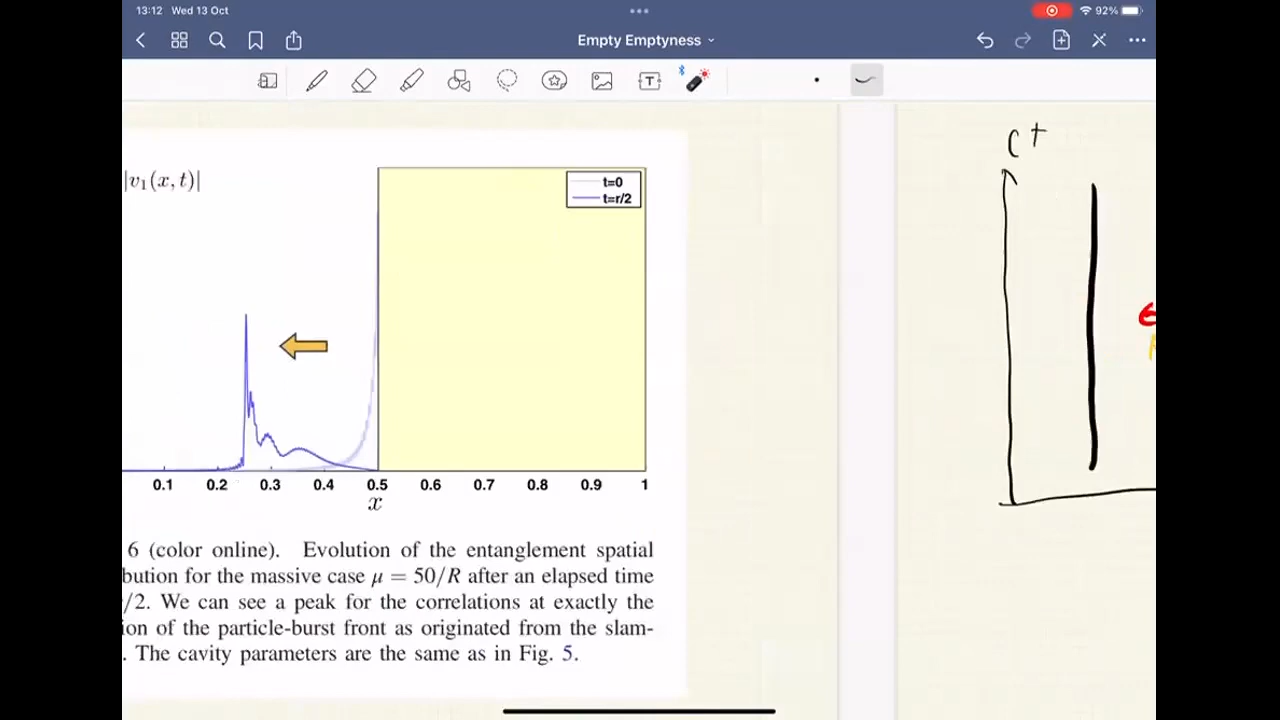 13:12 Wed 13 Oct
92%
Empty Emptyness
T
|v₁(x, t)|
t=0
t=r/2
0.1 0.2 0.3 0.4 0.5 0.6 0.7 0.8 0.9 1
x
6 (color online). Evolution of the entanglement spatial
bution for the massive case μ = 50/R after an elapsed time
/2. We can see a peak for the correlations at exactly the
ion of the particle-burst front as originated from the slam-
. The cavity parameters are the same as in Fig. 5.
ct